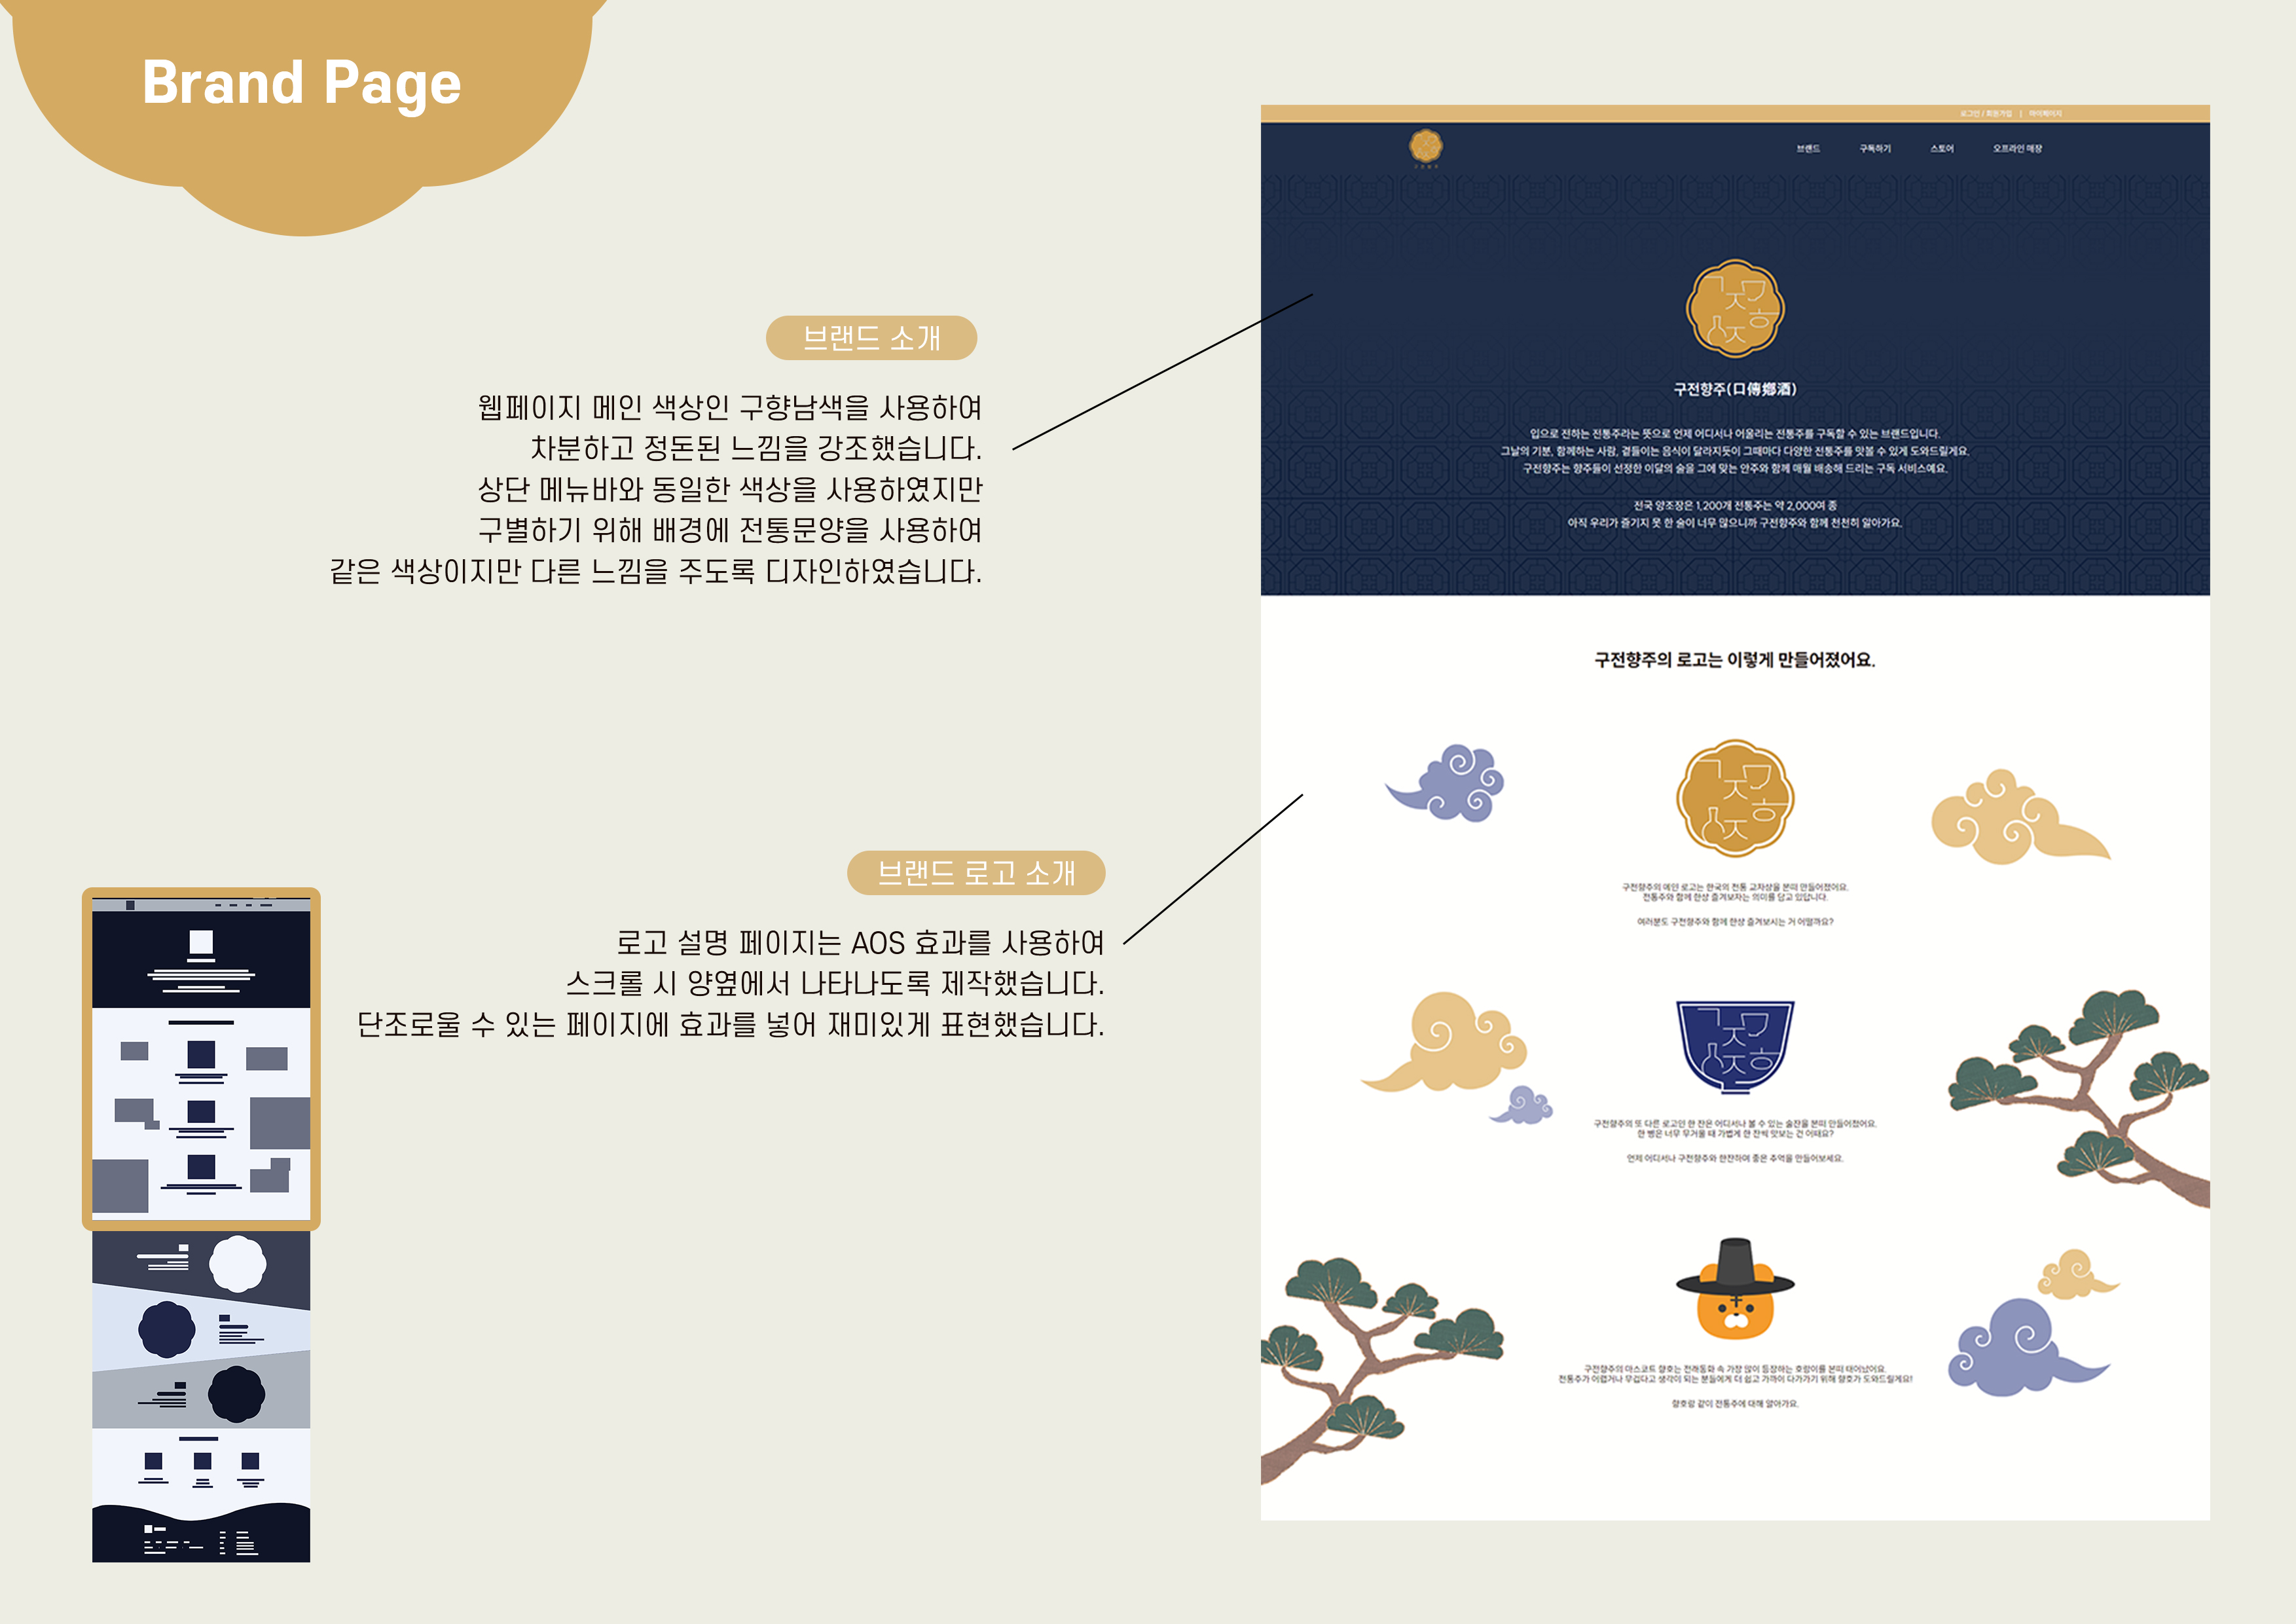 Brand Page
브랜드 소개
웹페이지 메인 색상인 구향남색을 사용하여
차분하고 정돈된 느낌을 강조했습니다.
상단 메뉴바와 동일한 색상을 사용하였지만
구별하기 위해 배경에 전통문양을 사용하여
같은 색상이지만 다른 느낌을 주도록 디자인하였습니다.
브랜드 로고 소개
로고 설명 페이지는 AOS 효과를 사용하여
스크롤 시 양옆에서 나타나도록 제작했습니다.
단조로울 수 있는 페이지에 효과를 넣어 재미있게 표현했습니다.
로그인 / 회원가입 | 마이페이지
브랜드 구독하기 스토어 오프라인 매장
구전향주(口傳鄕酒)
입으로 전하는 전통주라는 뜻으로 언제 어디서나 어울리는 전통주를 구독할 수 있는 브랜드입니다.
그날의 기분, 함께하는 사람, 곁들이는 음식이 달라지듯이 그때마다 다양한 전통주를 맛볼 수 있게 도와드릴게요.
구전향주는 향주들이 선정한 이달의 술을 그에 맞는 안주와 함께 매월 배송해 드리는 구독 서비스예요.
전국 양조장은 1,200개 전통주는 약 2,000여 종
아직 우리가 즐기지 못 한 술이 너무 많으니까 구전향주와 함께 천천히 알아가요.
구전향주의 로고는 이렇게 만들어졌어요.
구전향주의 메인 로고는 한국의 전통 교자상을 본떠 만들어졌어요.
전통주와 함께 한상 즐겨보자는 의미를 담고 있답니다.
여러분도 구전향주와 함께 한상 즐겨보시는 거 어떨까요?
구전향주의 또 다른 로고인 한 잔은 어디서나 볼 수 있는 술잔을 본떠 만들어졌어요.
한 병은 너무 무거울 때 가볍게 한 잔씩 맛보는 건 어때요?
언제 어디서나 구전향주와 한잔하며 좋은 추억을 만들어보세요.
구전향주의 마스코트 향호는 전래동화 속 가장 많이 등장하는 호랑이를 본떠 태어났어요.
전통주가 어렵거나 무겁다고 생각이 되는 분들에게 더 쉽고 가까이 다가가기 위해 향호가 도와드릴게요!
향호랑 같이 전통주에 대해 알아가요.